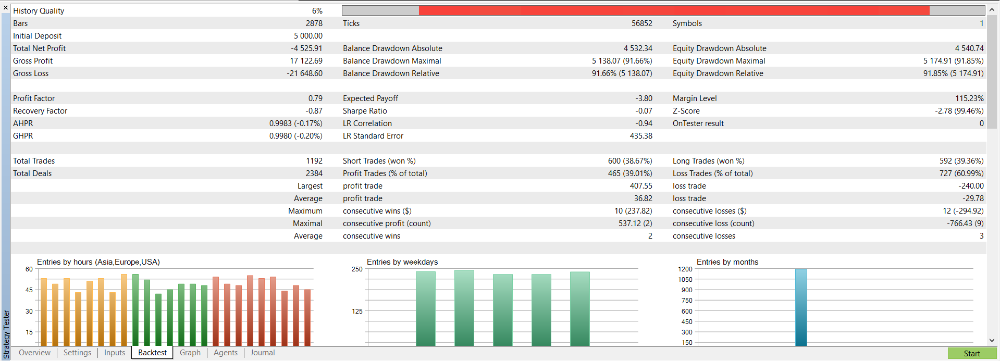 History Quality 6%
Bars 2878 Ticks 56852 Symbols 1
Initial Deposit 5 000.00
Total Net Profit -4 525.91 Balance Drawdown Absolute 4 532.34 Equity Drawdown Absolute 4 540.74
Gross Profit 17 122.69 Balance Drawdown Maximal 5 138.07 (91.66%) Equity Drawdown Maximal 5 174.91 (91.85%)
Gross Loss -21 648.60 Balance Drawdown Relative 91.66% (5 138.07) Equity Drawdown Relative 91.85% (5 174.91)
Profit Factor 0.79 Expected Payoff -3.80 Margin Level 115.23%
Recovery Factor -0.87 Sharpe Ratio -0.07 Z-Score -2.78 (99.46%)
AHPR 0.9983 (-0.17%) LR Correlation -0.94 OnTester result 0
GHPR 0.9980 (-0.20%) LR Standard Error 435.38
Total Trades 1192 Short Trades (won %) 600 (38.67%) Long Trades (won %) 592 (39.36%)
Total Deals 2384 Profit Trades (% of total) 465 (39.01%) Loss Trades (% of total) 727 (60.99%)
Largest profit trade 407.55 loss trade -240.00
Average profit trade 36.82 loss trade -29.78
Maximum consecutive wins ($) 10 (237.82) consecutive losses ($) 12 (-294.92)
Maximal consecutive profit (count) 537.12 (2) consecutive loss (count) -766.43 (9)
Average consecutive wins 2 consecutive losses 3
Entries by hours (Asia,Europe,USA) Entries by weekdays Entries by months
60
45
30
15
250
125
1200
1050
900
750
600
450
300
150
Strategy Tester
Overview Settings Inputs Backtest Graph Agents Journal Start